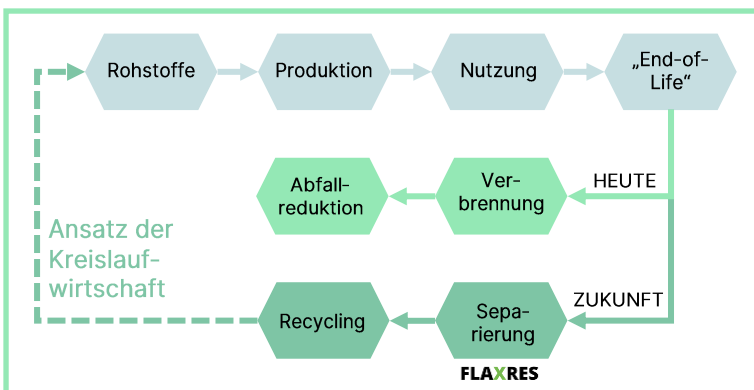 Rohstoffe
Produktion
Nutzung
„End-of-
Life“
Abfall-
reduktion
Ver-
brennung
HEUTE
Ansatz der
Kreislauf-
wirtschaft
Recycling
Sepa-
rierung
ZUKUNFT
FLAXRES